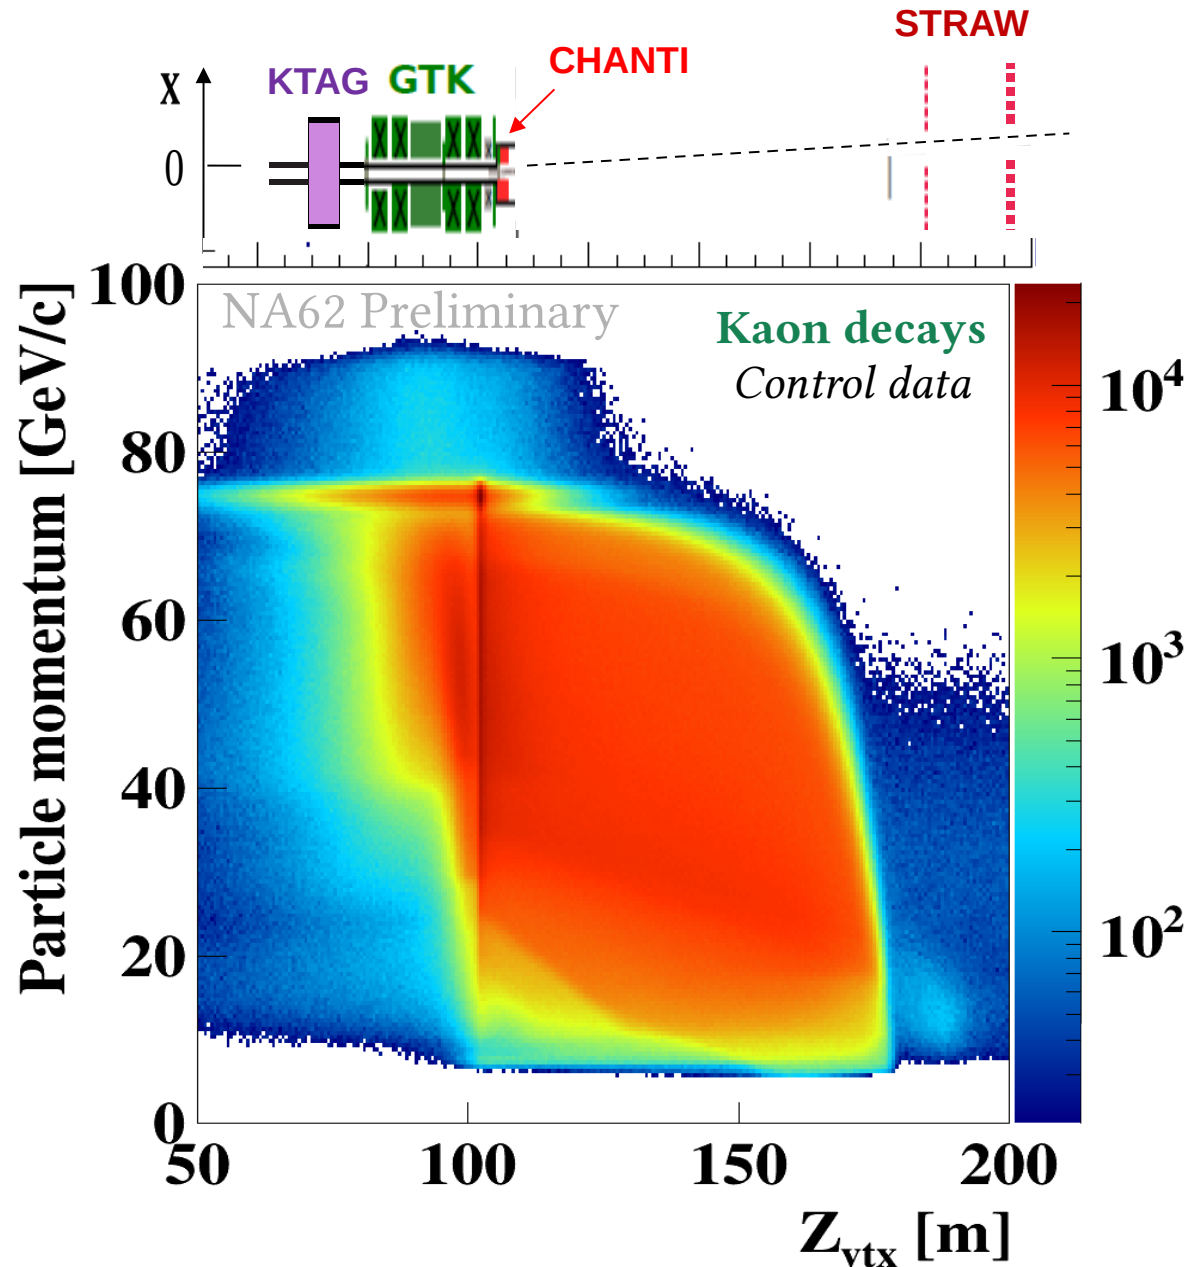 STRAW
CHANTI
KTAG GTK
X
0
NA62 Preliminary
Kaon decays
Control data
Particle momentum [GeV/c]
100
80
60
40
20
0
50 100 150 200
Z_vtx [m]
10⁴
10³
10²